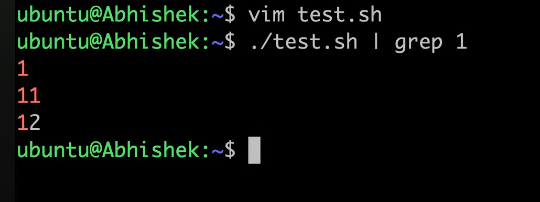 ubuntu@Abhishek:~$ vim test.sh
ubuntu@Abhishek:~$ ./test.sh | grep 1
1
11
12
ubuntu@Abhishek:~$